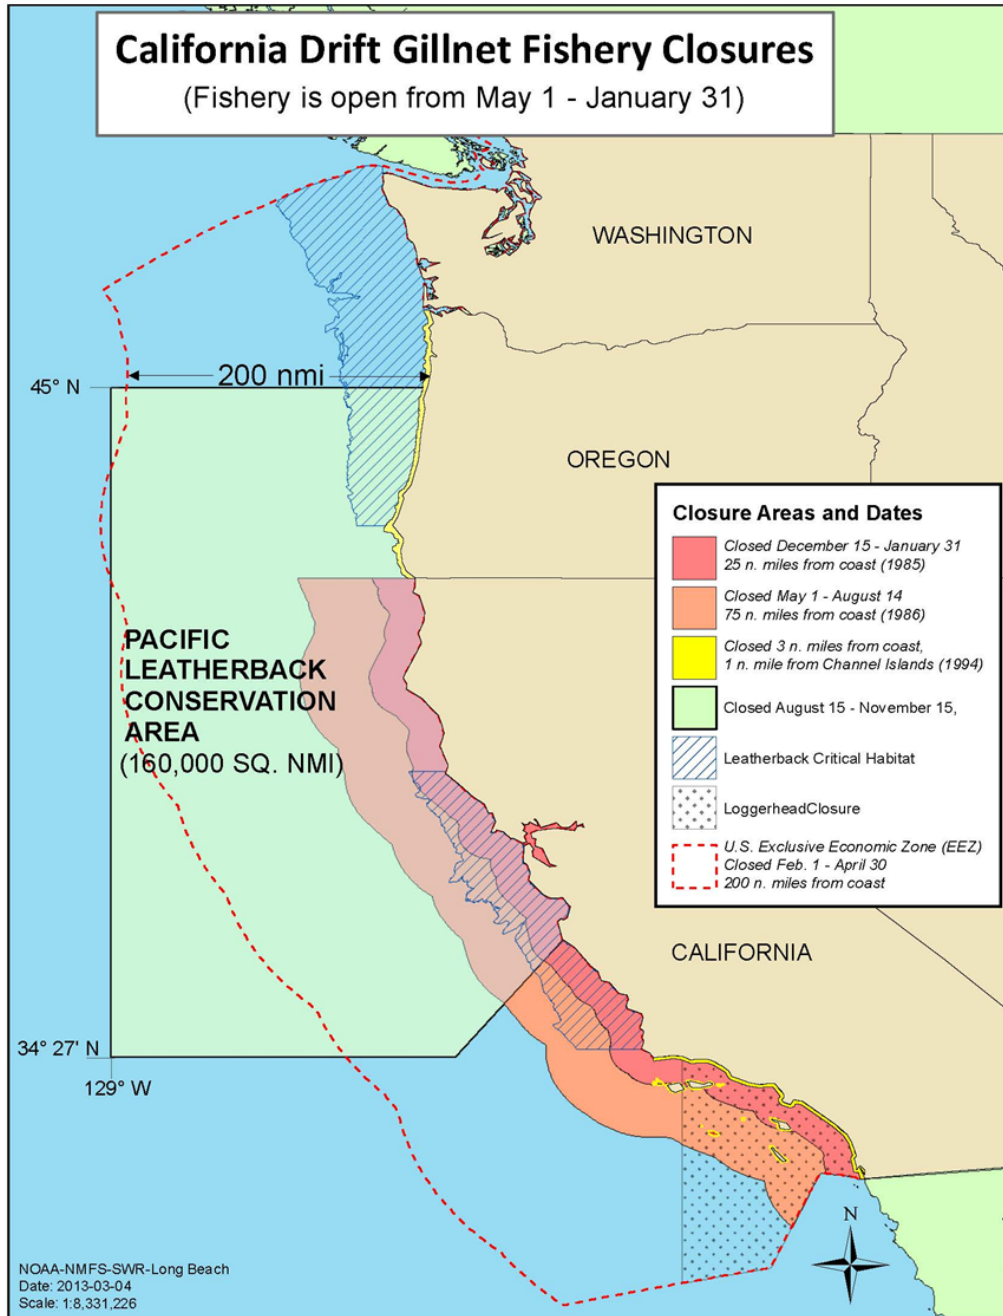 California Drift Gillnet Fishery Closures
(Fishery is open from May 1 - January 31)
WASHINGTON
200 nmi
45° N
OREGON
Closure Areas and Dates
Closed December 15 - January 31
25 n. miles from coast (1985)
Closed May 1 - August 14
75 n. miles from coast (1986)
Closed 3 n. miles from coast,
1 n. mile from Channel Islands (1994)
Closed August 15 - November 15,
Leatherback Critical Habitat
LoggerheadClosure
U.S. Exclusive Economic Zone (EEZ)
Closed Feb. 1 - April 30
200 n. miles from coast
PACIFIC
LEATHERBACK
CONSERVATION
AREA
(160,000 SQ. NMI)
CALIFORNIA
34° 27' N
129° W
N
NOAA-NMFS-SWR-Long Beach
Date: 2013-03-04
Scale: 1:8,331,226